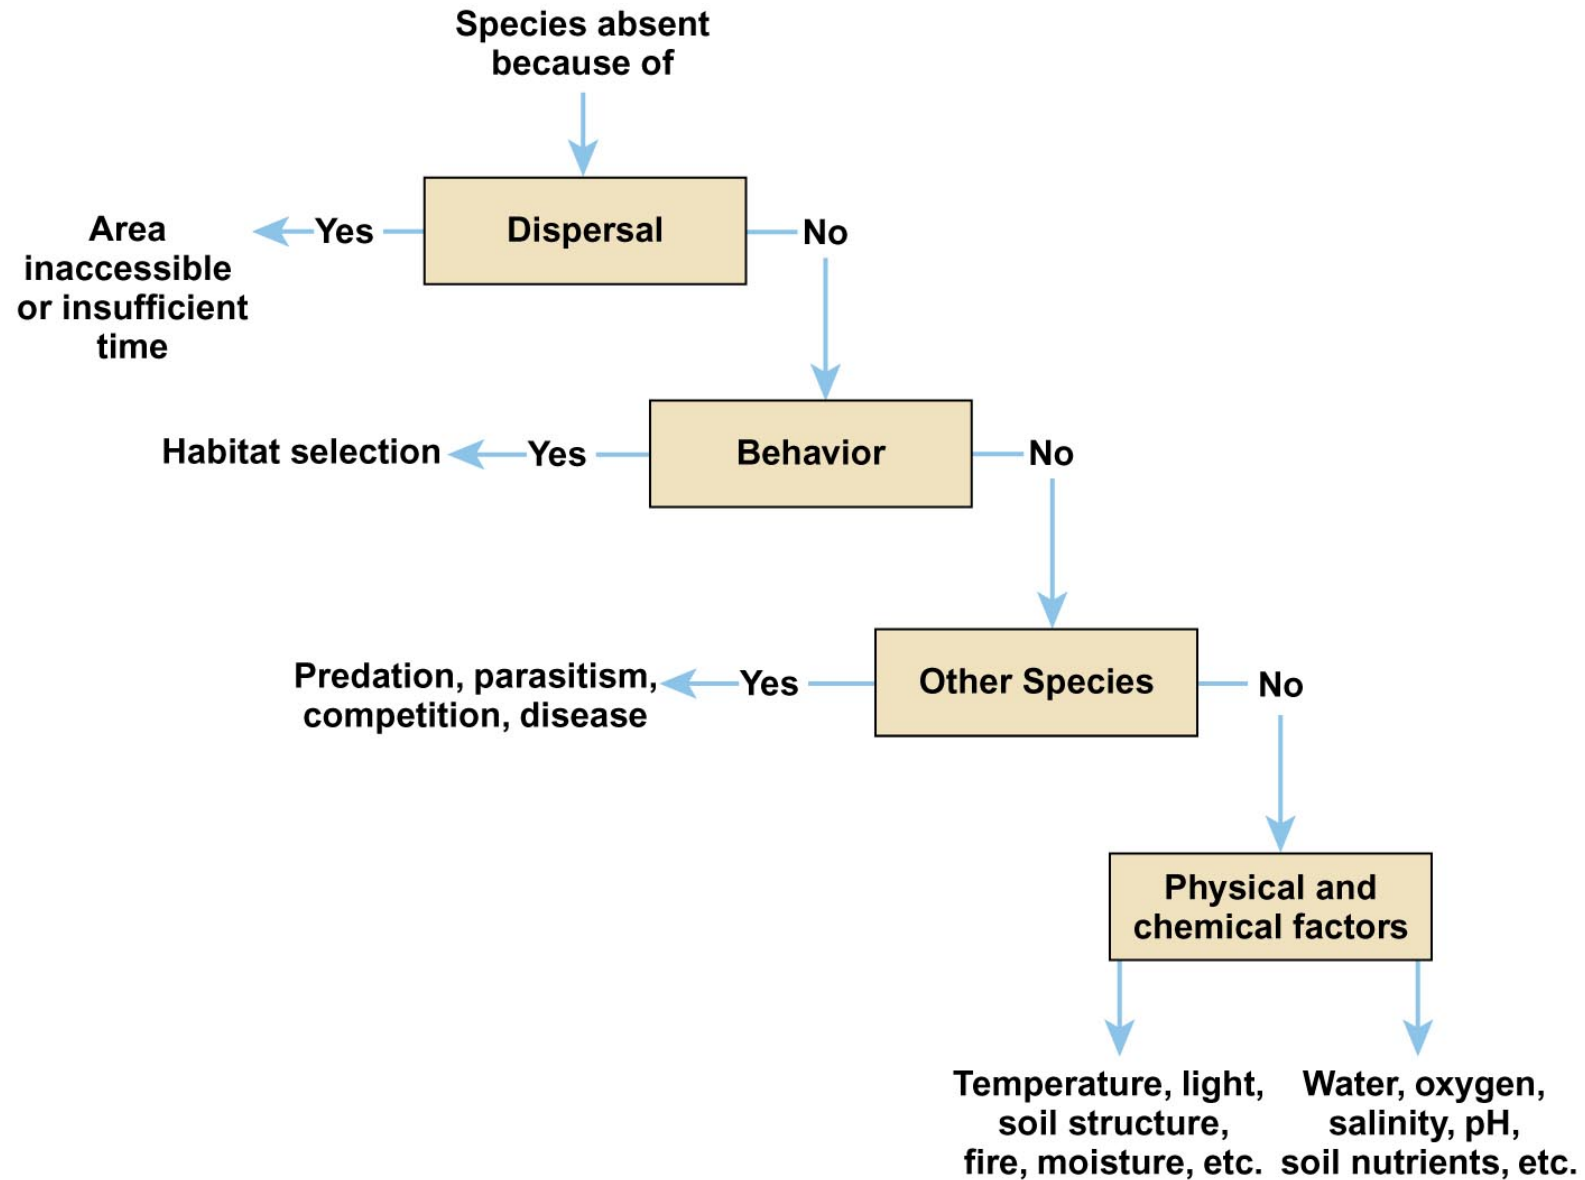 Species absent
because of
Dispersal
Yes
No
Area
inaccessible
or insufficient
time
Behavior
Yes
No
Habitat selection
Other Species
Yes
No
Predation, parasitism,
competition, disease
Physical and
chemical factors
Temperature, light,
soil structure,
fire, moisture, etc.
Water, oxygen,
salinity, pH,
soil nutrients, etc.